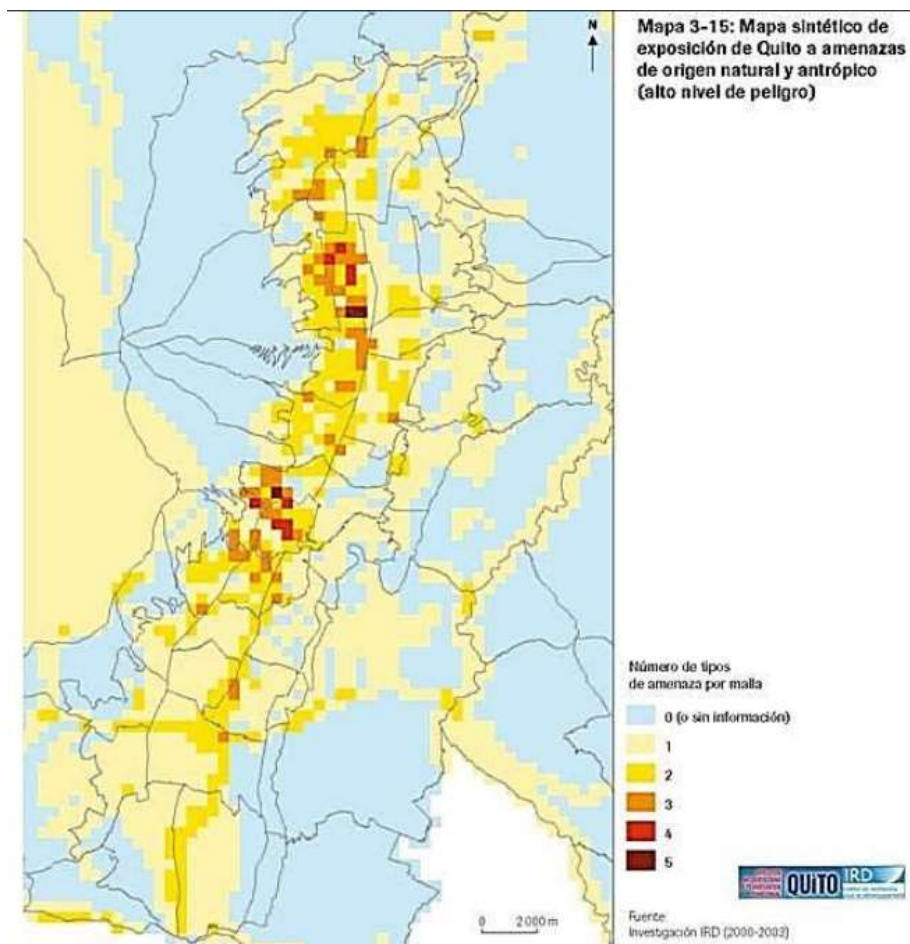 N
Mapa 3-15: Mapa sintético de
exposición de Quito a amenazas
de origen natural y antrópico
(alto nivel de peligro)
Número de tipos
de amenaza por malla
0 (o sin información)
1
2
3
4
5
QUITO
IRD
0 2 000 m
Fuente
Investigación IRD (2000-2003)